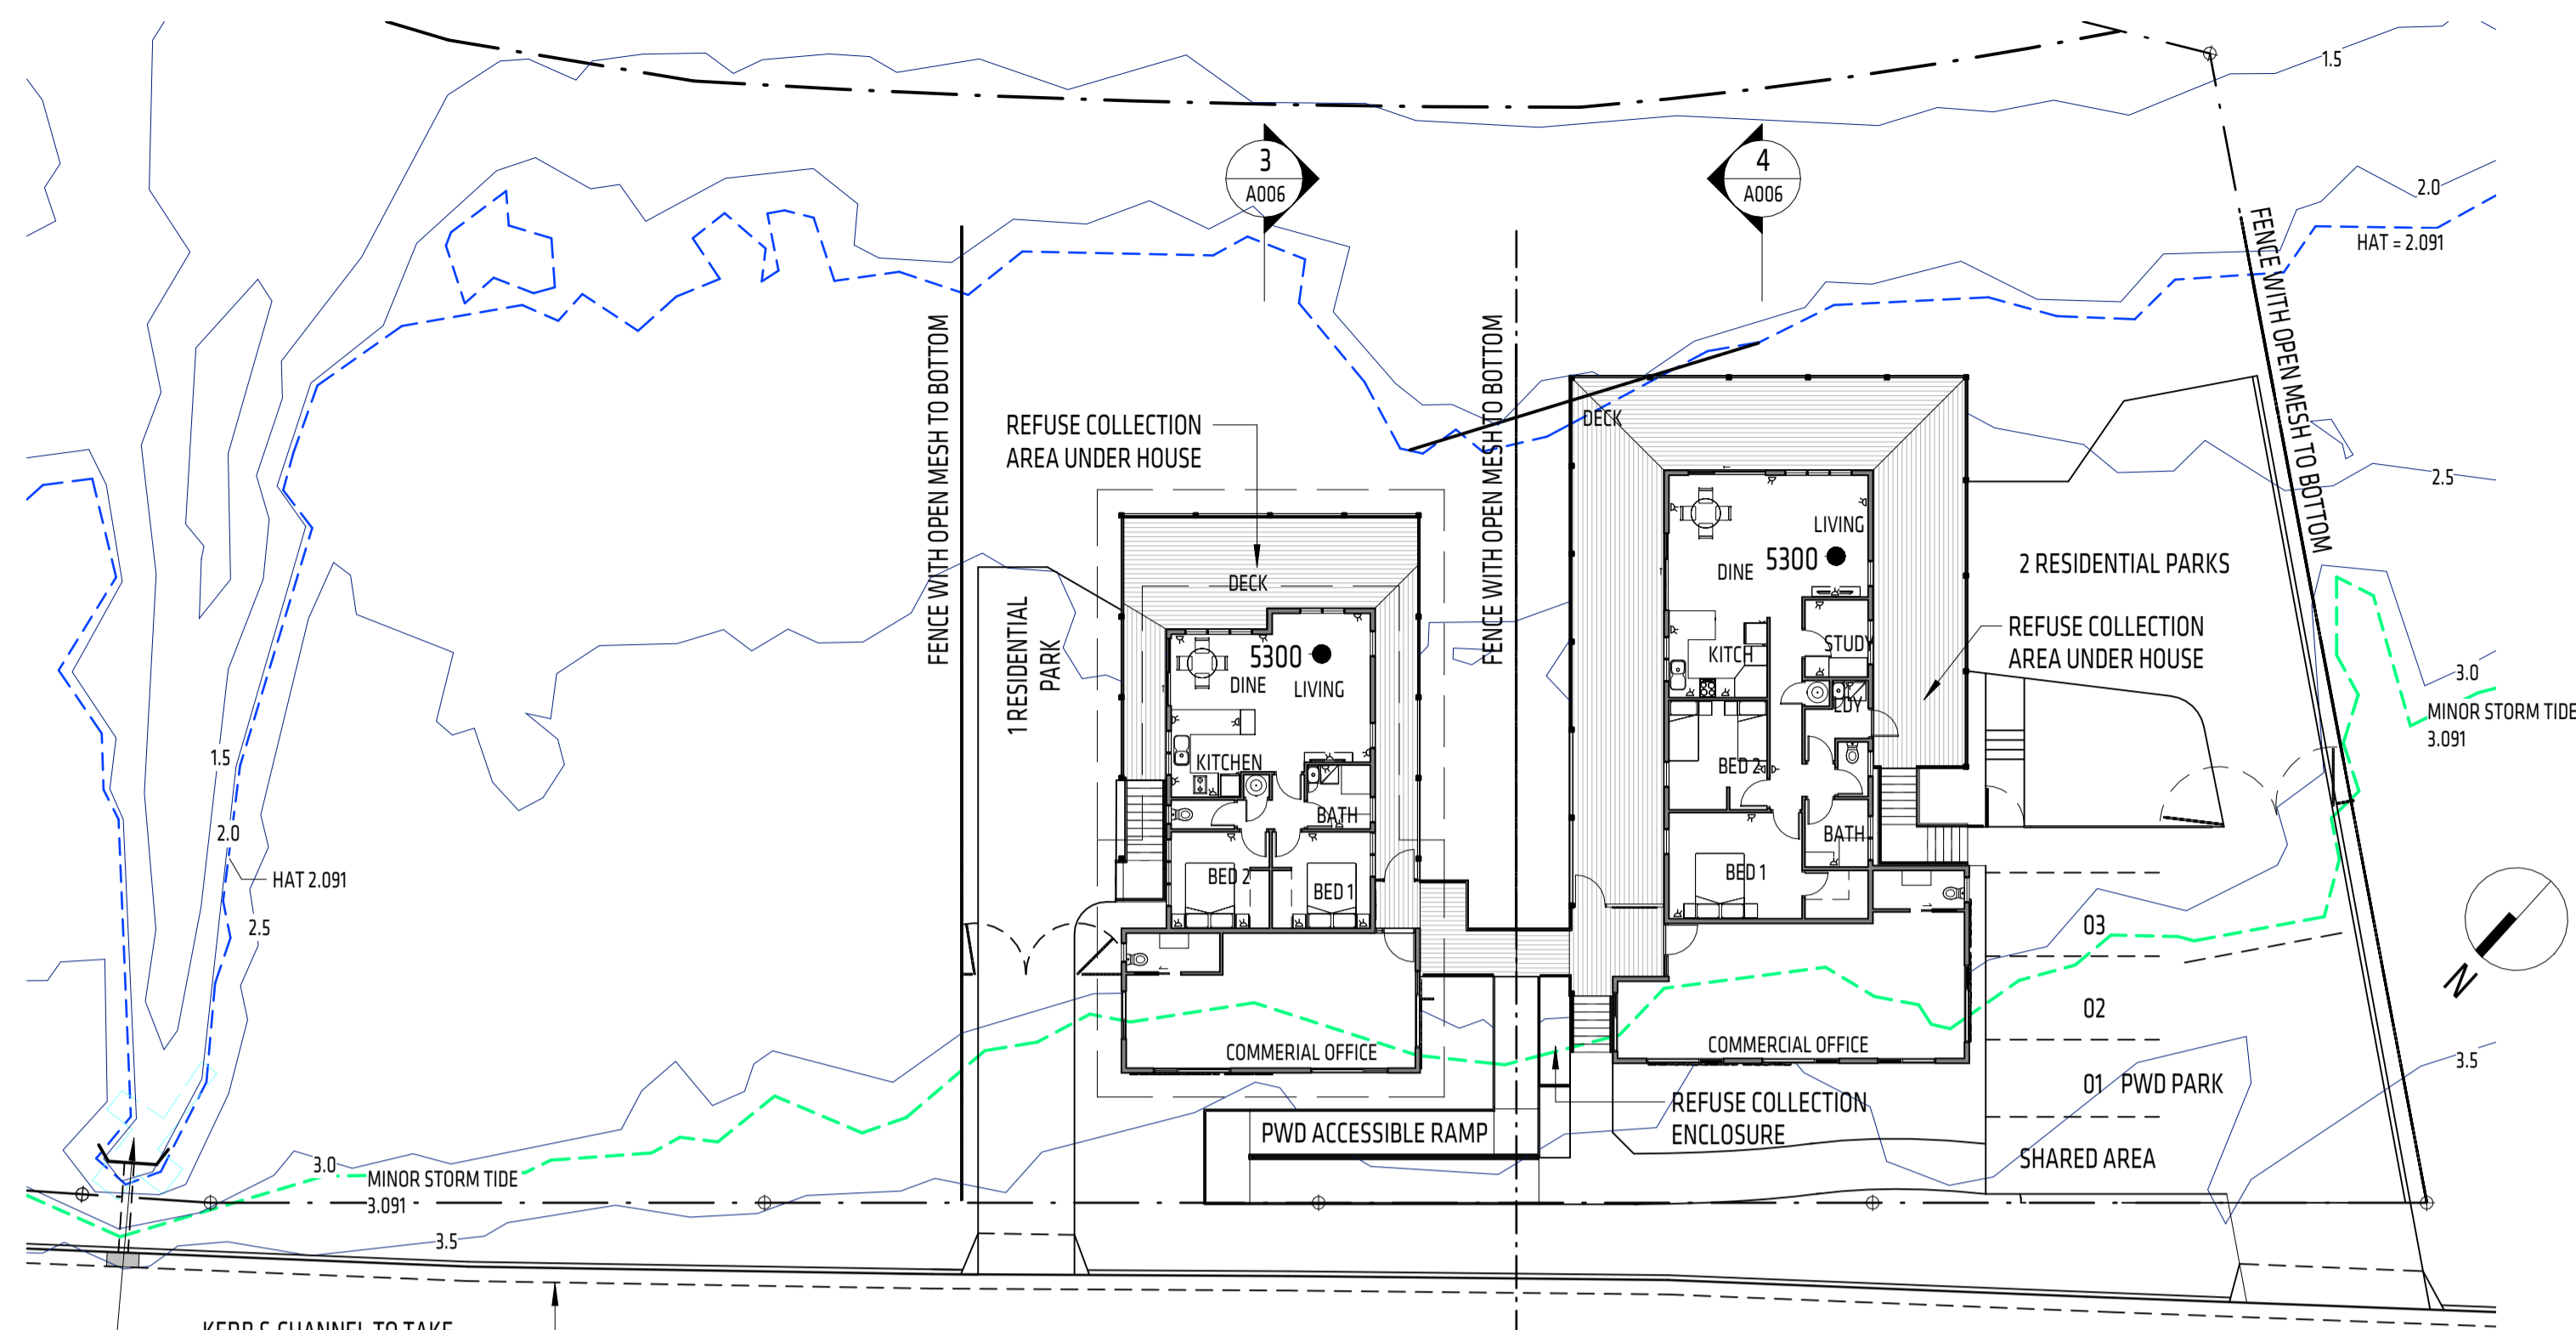 1.5
3
A006
4
A006
2.0
HAT = 2.091
FENCE WITH OPEN MESH TO BOTTOM
FENCE WITH OPEN MESH TO BOTTOM
FENCE WITH OPEN MESH TO BOTTOM
REFUSE COLLECTION
AREA UNDER HOUSE
DECK
2.5
LIVING
5300
DINE
2 RESIDENTIAL PARKS
DECK
1 RESIDENTIAL
PARK
REFUSE COLLECTION
AREA UNDER HOUSE
STUDY
KITCH
5300
DINE
LIVING
3.0
MINOR STORM TIDE
3.091
LDY
1.5
KITCHEN
BED 2
BATH
BATH
2.0
HAT 2.091
BED 2
BED 1
BED 1
2.5
03
N
02
COMMERIAL OFFICE
COMMERCIAL OFFICE
3.5
01 PWD PARK
REFUSE COLLECTION
ENCLOSURE
PWD ACCESSIBLE RAMP
SHARED AREA
3.0
MINOR STORM TIDE
3.091
3.5
KERB & CHANNEL TO TAKE